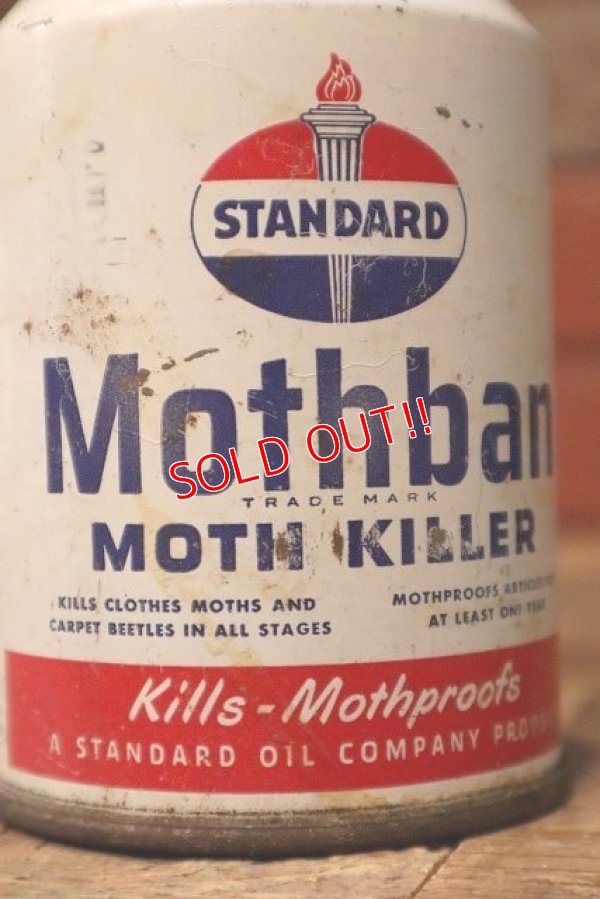 STANDARD
Mothban
SOLD OUT!!
TRADE MARK
MOTH KILLER
KILLS CLOTHES MOTHS AND
CARPET BEETLES IN ALL STAGES
MOTHPROOFS
AT LEAST ONE YEAR
Kills - Mothproofs
A STANDARD OIL COMPANY